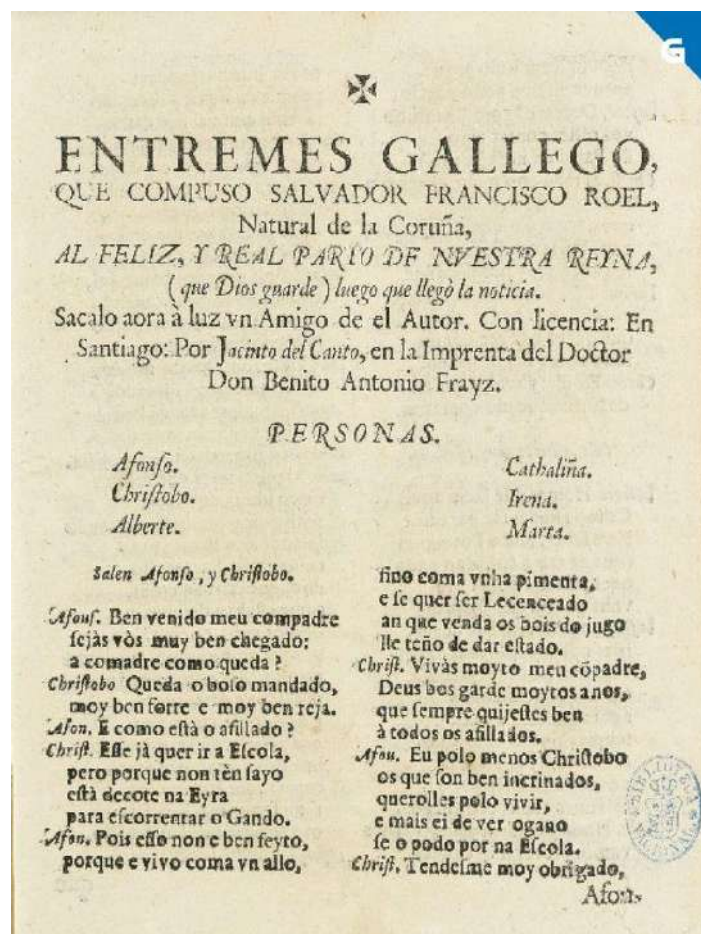 G
ENTREMES GALLEGO,
QUE COMPUSO SALVADOR FRANCISCO ROEL,
Natural de la Coruña,
AL FELIZ, Y REAL PARTO DE NVESTRA REYNA,
( que Dios guarde ) luego que llegò la noticia.
Sacalo aora à luz vn Amigo de el Autor. Con licencia: En
Santiago: Por Jacinto del Canto, en la Imprenta del Doctor
Don Benito Antonio Frayz.
PERSONAS.
Afonſo.
Chriſtobo.
Alberte.
Cathaliña.
Irena.
Marta.
Salen Afonſo, y Chriſtobo.
Afonſ. Ben venido meu compadre
ſejàs vòs muy ben chegado:
a comadre como queda?
Chriſtobo Queda o boſo mandado,
moy ben forre e moy ben reja.
Afon. E como eſtà o afillado?
Chriſt. Eſſe jà quer ir a Eſcola,
pero porque non tèn ſayo
eſtà decote na Eyra
para eſcorrentar o Gando.
Afon. Pois eſſo non e ben feyto,
porque e vivo coma vn allo,
fino coma vnha pimenta,
e ſe quer ſer Lecenceado
an que venda os bois do jugo
lle teño de dar eſtado.
Chriſt. Vivàs moyto meu cõpadre,
Deus bos garde moytos anos,
que ſempre quijeſtes ben
à todos os afillados.
Afon. Eu polo menos Chriſtobo
os que ſon ben incrinados,
querolles polo vivir,
e mais ei de ver ogano
ſe o podo por na Eſcola.
Chriſt. Tendeſme moy obrigado,
Afon.